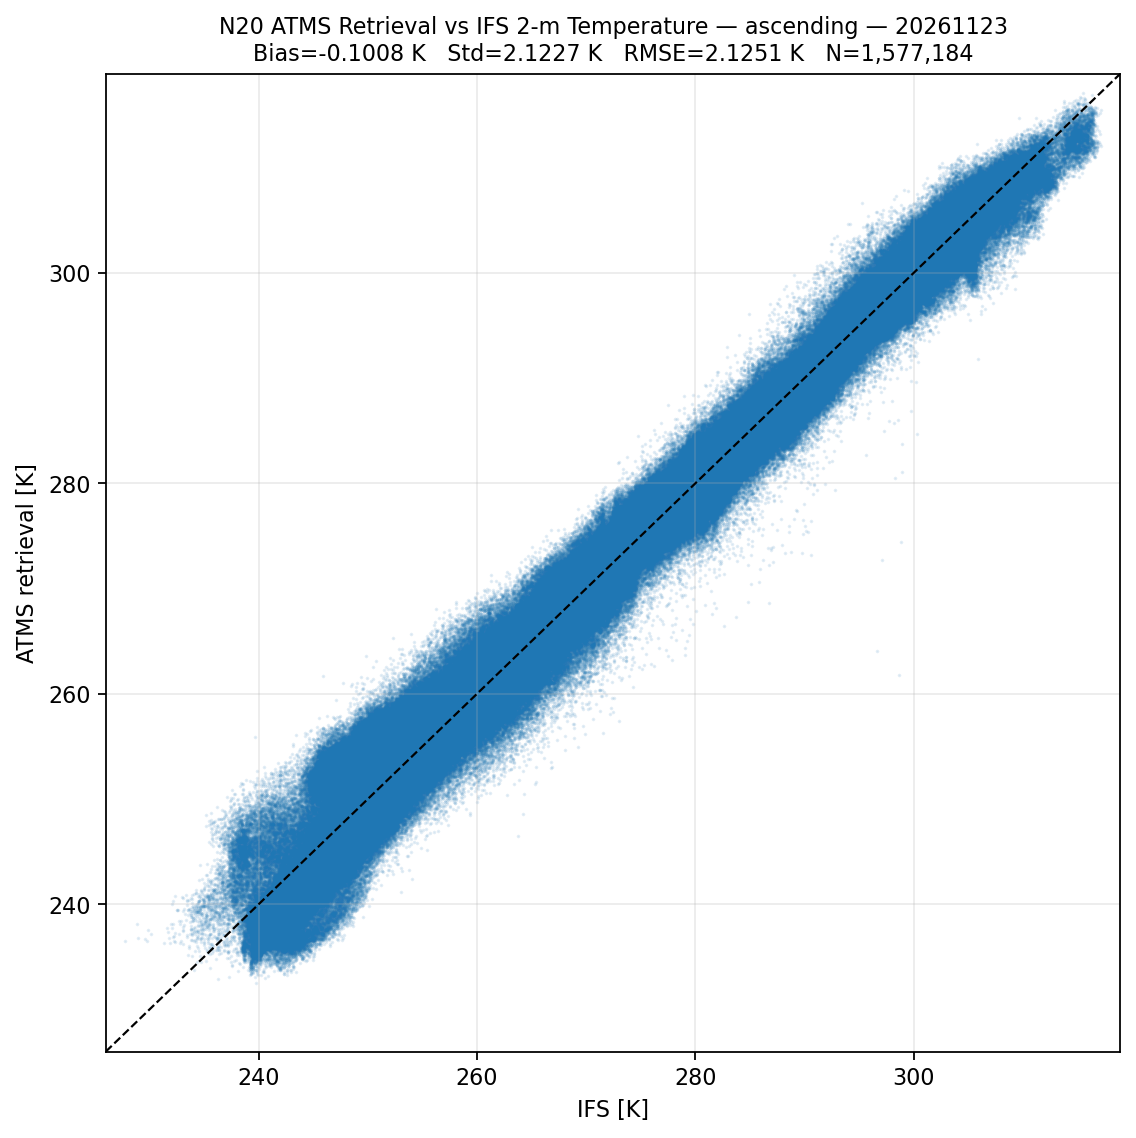 N20 ATMS Retrieval vs IFS 2-m Temperature — ascending — 20261123
Bias=-0.1008 K   Std=2.1227 K   RMSE=2.1251 K   N=1,577,184
ATMS retrieval [K]
300
280
260
240
240
260
280
300
IFS [K]